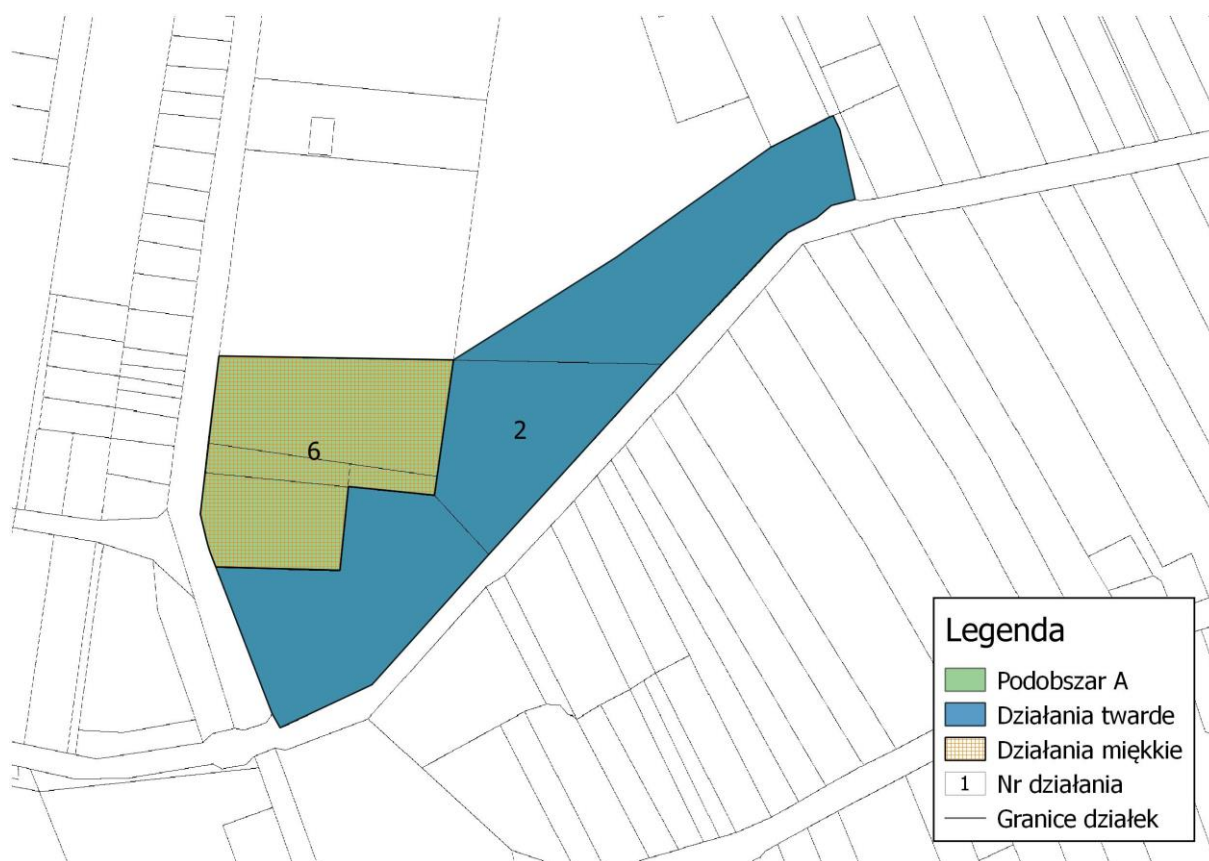 2
6
Legenda
Podobszar A
Działania twarde
Działania miękkie
1 Nr działania
Granice działek